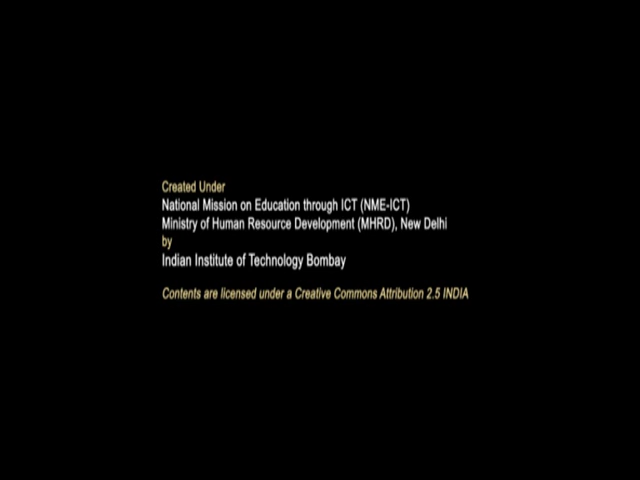 Created Under
National Mission on Education through ICT (NME-ICT)
Ministry of Human Resource Development (MHRD), New Delhi
by
Indian Institute of Technology Bombay
Contents are licensed under a Creative Commons Attribution 2.5 INDIA